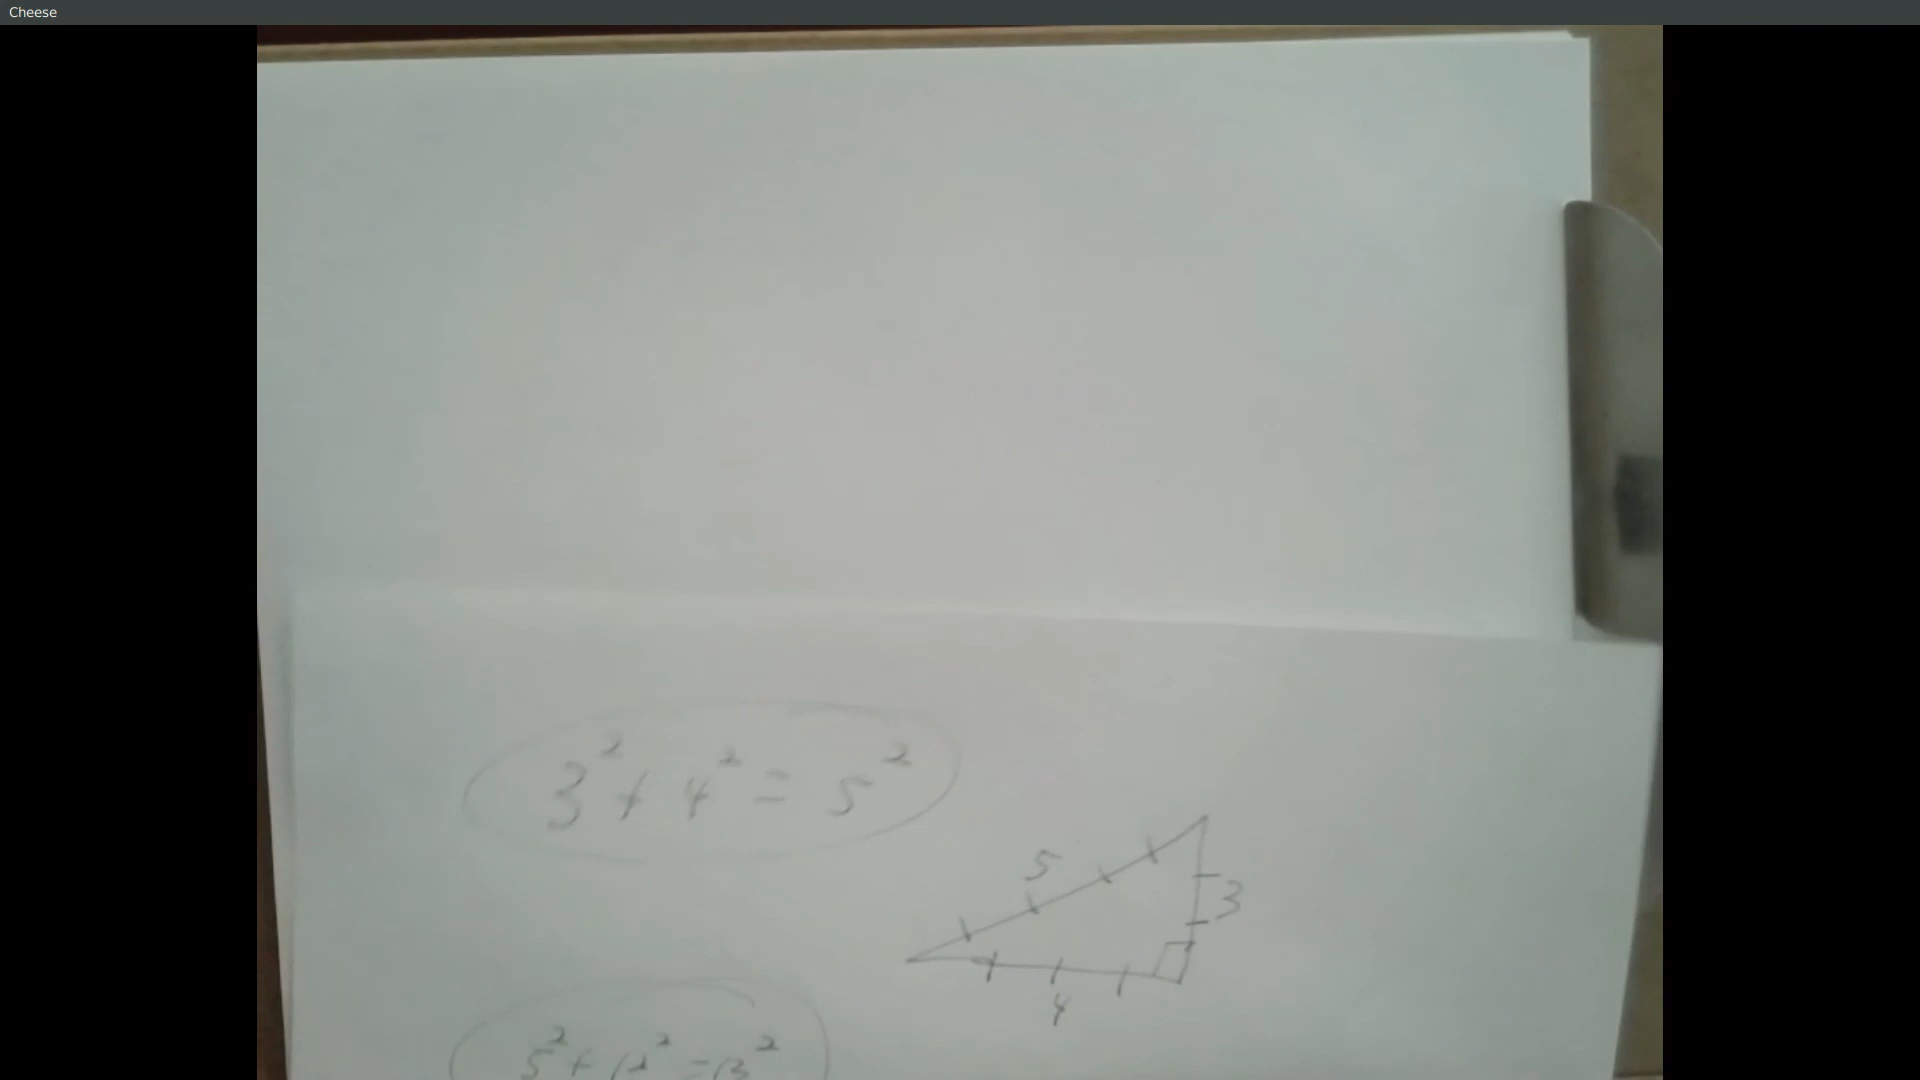 Cheese
3² + 4² = 5²
5
3
4
5² + 12² = 13²